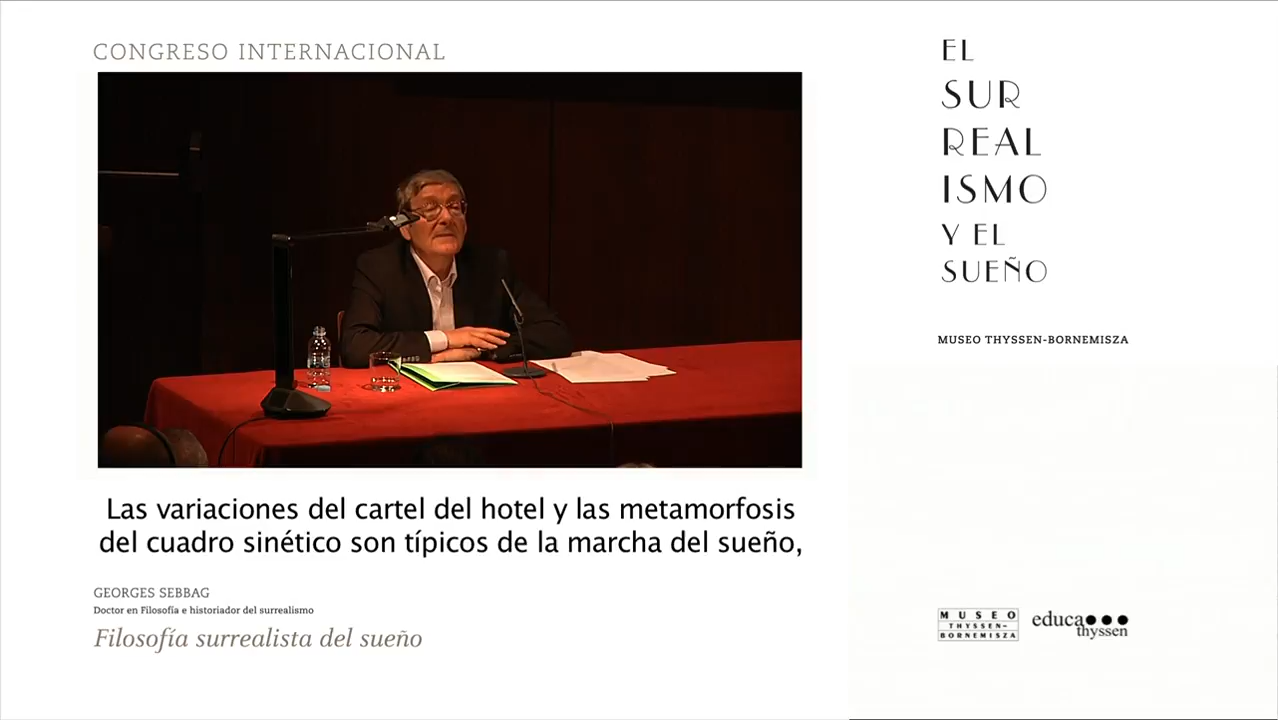 CONGRESO INTERNACIONAL
EL
SUR
REAL
ISMO
Y EL
SUEÑO
MUSEO THYSSEN-BORNEMISZA
Las variaciones del cartel del hotel y las metamorfosis
del cuadro sinético son típicos de la marcha del sueño,
GEORGES SEBBAG
Doctor en Filosofía e historiador del surrealismo
Filosofía surrealista del sueño
MUSEO
THYSSEN-
BORNEMISZA
educa
thyssen